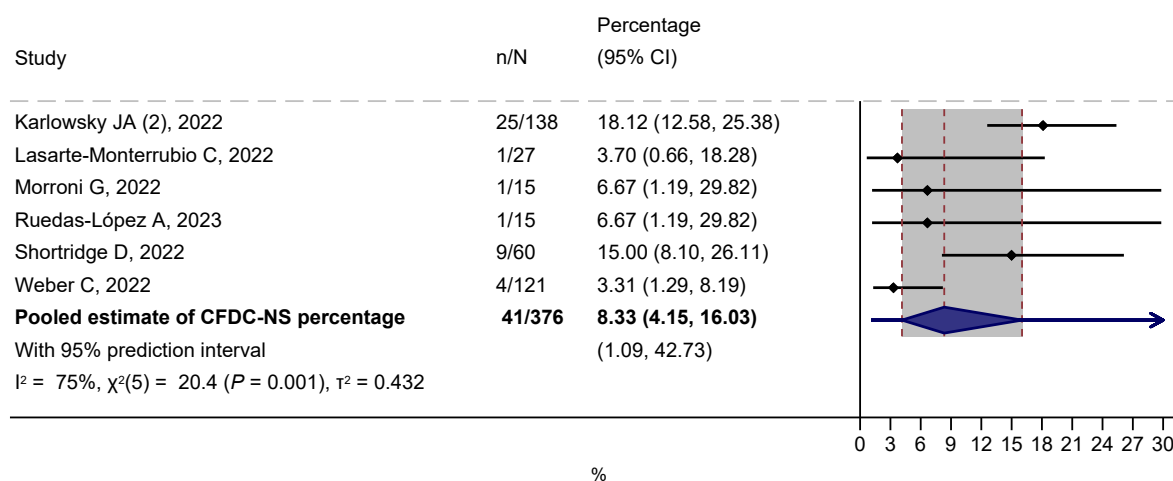 Percentage
Study n/N (95% CI)
Karlowsky JA (2), 2022 25/138 18.12 (12.58, 25.38)
Lasarte-Monterrubio C, 2022 1/27 3.70 (0.66, 18.28)
Morroni G, 2022 1/15 6.67 (1.19, 29.82)
Ruedas-López A, 2023 1/15 6.67 (1.19, 29.82)
Shortridge D, 2022 9/60 15.00 (8.10, 26.11)
Weber C, 2022 4/121 3.31 (1.29, 8.19)
Pooled estimate of CFDC-NS percentage 41/376 8.33 (4.15, 16.03)
With 95% prediction interval (1.09, 42.73)
I² = 75%, χ²(5) = 20.4 (P = 0.001), τ² = 0.432
0 3 6 9 12 15 18 21 24 27 30
%